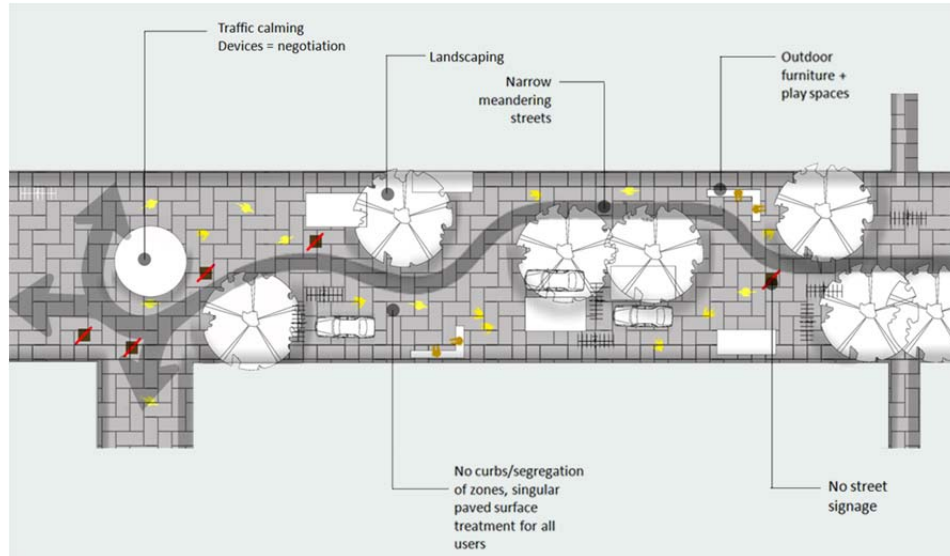 Traffic calming
Devices = negotiation
Landscaping
Narrow
meandering
streets
Outdoor
furniture +
play spaces
No curbs/segregation
of zones, singular
paved surface
treatment for all
users
No street
signage